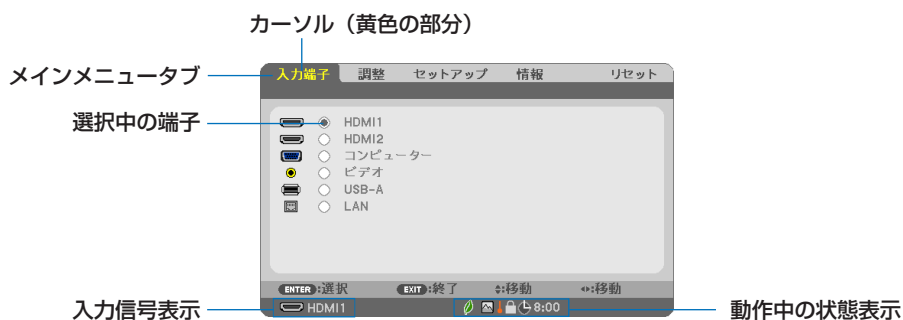 カーソル（黄色の部分）
メインメニュータブ
入力端子 調整 セットアップ 情報 リセット
選択中の端子
HDMI1
HDMI2
コンピューター
ビデオ
USB-A
LAN
ENTER:選択 EXIT:終了 :移動 :移動
入力信号表示
HDMI1
8:00
動作中の状態表示